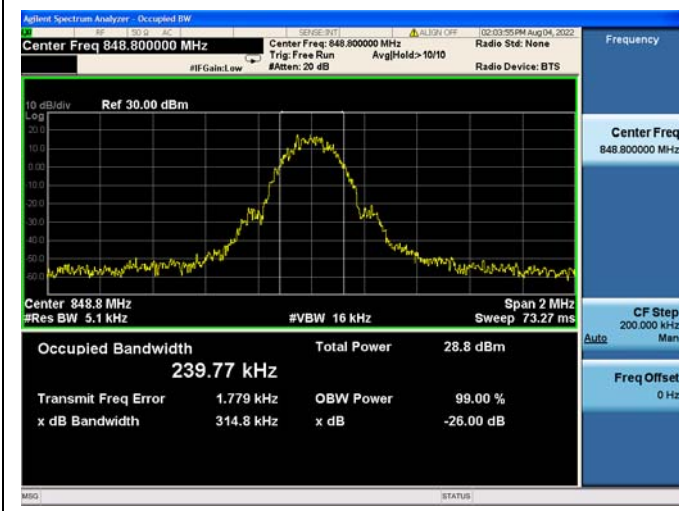 Agilent Spectrum Analyzer - Occupied BW
RF 50 Ω AC SENSE:INT ALIGN OFF 02:03:55 PM Aug 04, 2022
Center Freq 848.800000 MHz
Center Freq: 848.800000 MHz
Radio Std: None
Trig: Free Run Avg|Hold:>10/10
#IFGain:Low #Atten: 20 dB Radio Device: BTS
Frequency
10 dB/div Ref 30.00 dBm
Log
20.0
10.0
0.00
-10.0
-20.0
-30.0
-40.0
-50.0
-60.0
Center 848.8 MHz Span 2 MHz
#Res BW 5.1 kHz #VBW 16 kHz Sweep 73.27 ms
Occupied Bandwidth Total Power 28.8 dBm
239.77 kHz
Transmit Freq Error 1.779 kHz OBW Power 99.00 %
x dB Bandwidth 314.8 kHz x dB -26.00 dB
Center Freq
848.800000 MHz
CF Step
200.000 kHz
Auto Man
Freq Offset
0 Hz
MSG STATUS